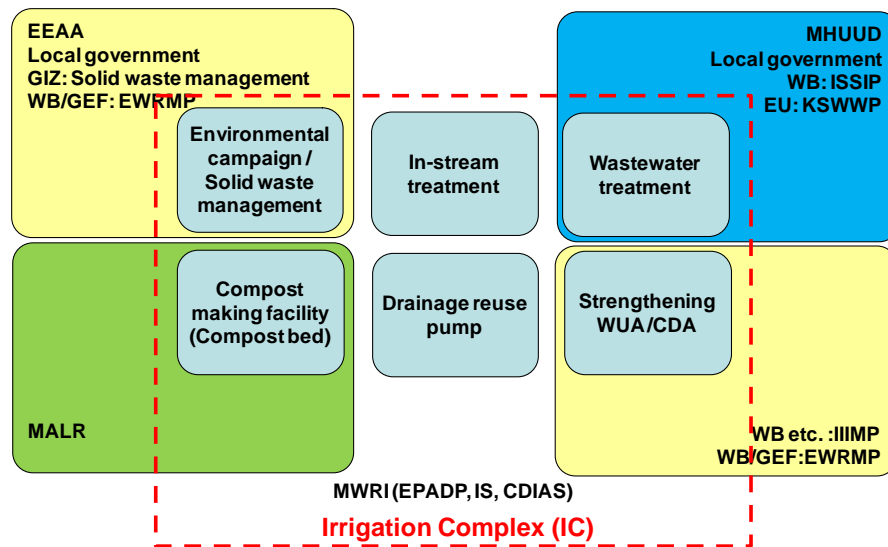 EEAA
Local government
GIZ: Solid waste management
WB/GEF: EWRMP
MHUUD
Local government
WB: ISSIP
EU: KSWWP
Environmental
campaign /
Solid waste
management
In-stream
treatment
Wastewater
treatment
Compost
making facility
(Compost bed)
Drainage reuse
pump
Strengthening
WUA/CDA
MALR
WB etc. :IIIMP
WB/GEF:EWRMP
MWRI (EPADP, IS, CDIAS)
Irrigation Complex (IC)